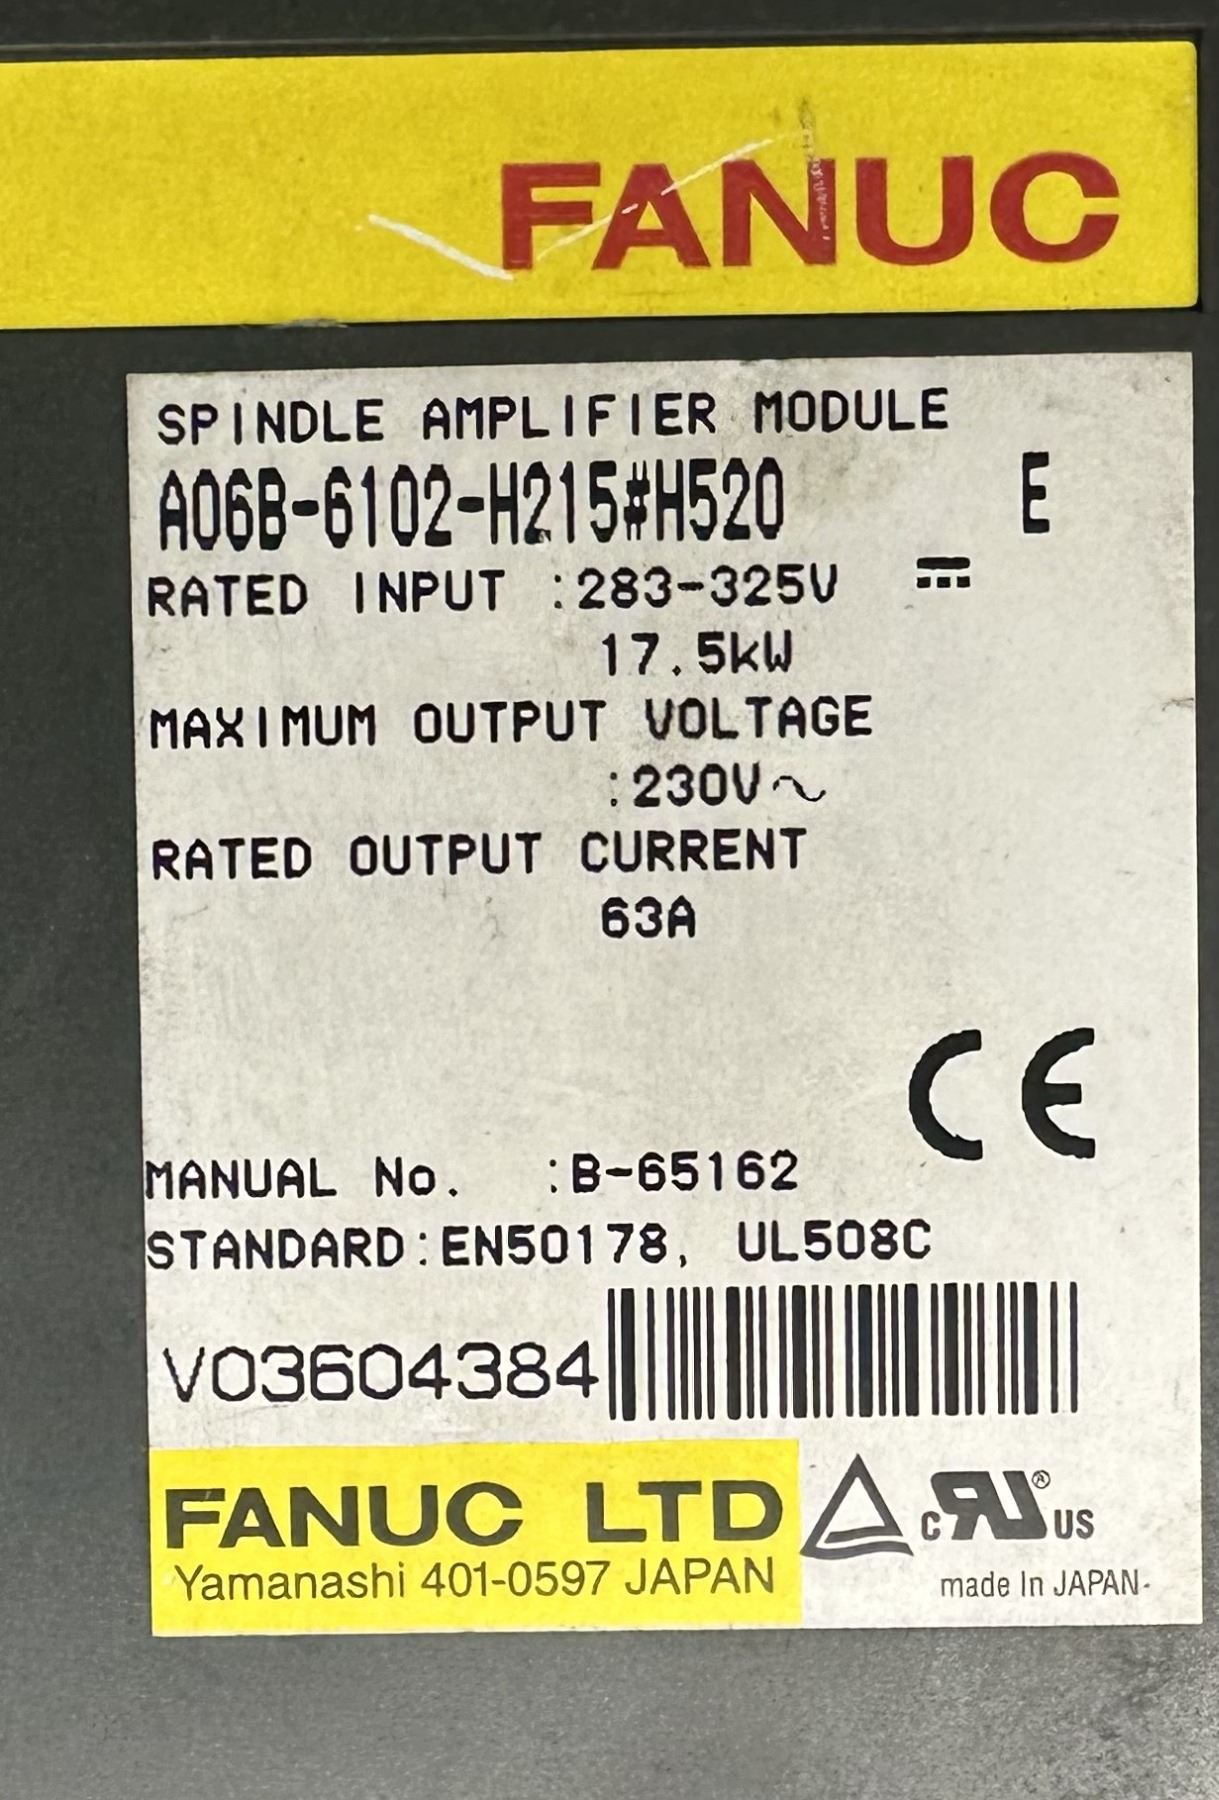 FANUC
SPINDLE AMPLIFIER MODULE
A06B-6102-H215#H520 E
RATED INPUT :283-325V ⎓
17.5kW
MAXIMUM OUTPUT VOLTAGE
:230V~
RATED OUTPUT CURRENT
63A
CE
MANUAL No. :B-65162
STANDARD:EN50178, UL508C
V03604384
FANUC LTD
Yamanashi 401-0597 JAPAN
c RU ® US
made In JAPAN-